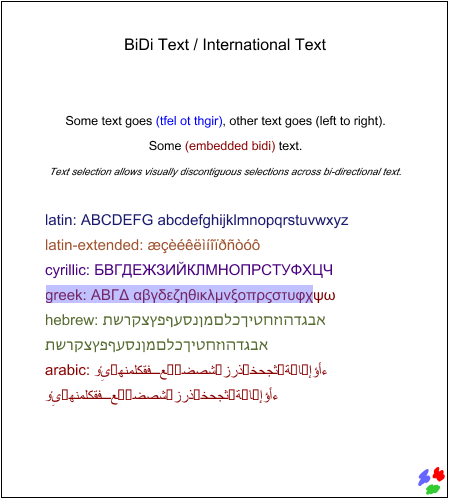 BiDi Text / International Text
Some text goes (tfel ot thgir), other text goes (left to right).
Some (embedded bidi) text.
Text selection allows visually discontiguous selections across bi-directional text.
latin: ABCDEFG abcdefghijklmnopqrstuvwxyz
latin-extended: æçèéêëìíîïðñòóô
cyrillic: БВГДЕЖЗИЙКЛМНОПРСТУФХЦЧ
greek: ΑΒΓΔ αβγδεζηθικλμνξοπρςστυφχψω
hebrew: אבגדהוזחטיךכלםמןנסעףפץצקרשת
אבגדהוזחטיךכלםמןנסעףפץצקרשת
arabic: